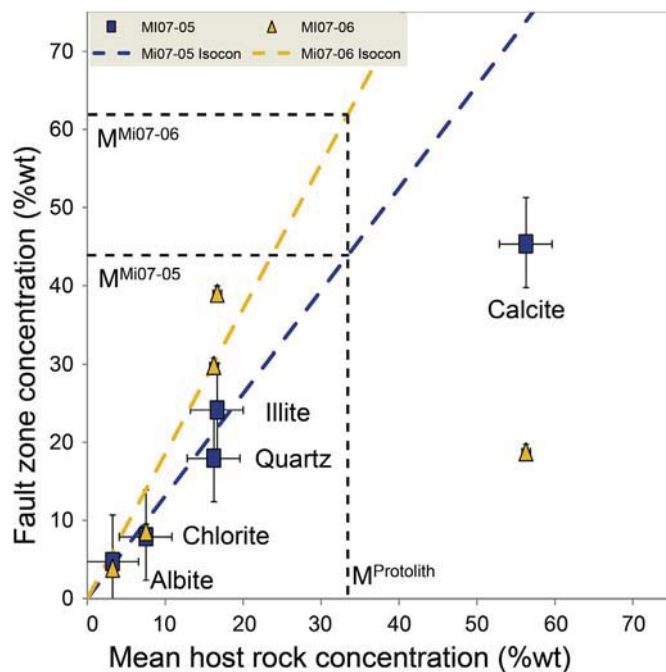 MI07-05 MI07-06
Mi07-05 Isocon Mi07-06 Isocon
70
60
50
40
30
20
10
0
Fault zone concentration (%wt)
M^Mi07-06
M^Mi07-05
Calcite
Illite
Quartz
Chlorite
Albite
M^Protolith
0 10 20 30 40 50 60 70
Mean host rock concentration (%wt)